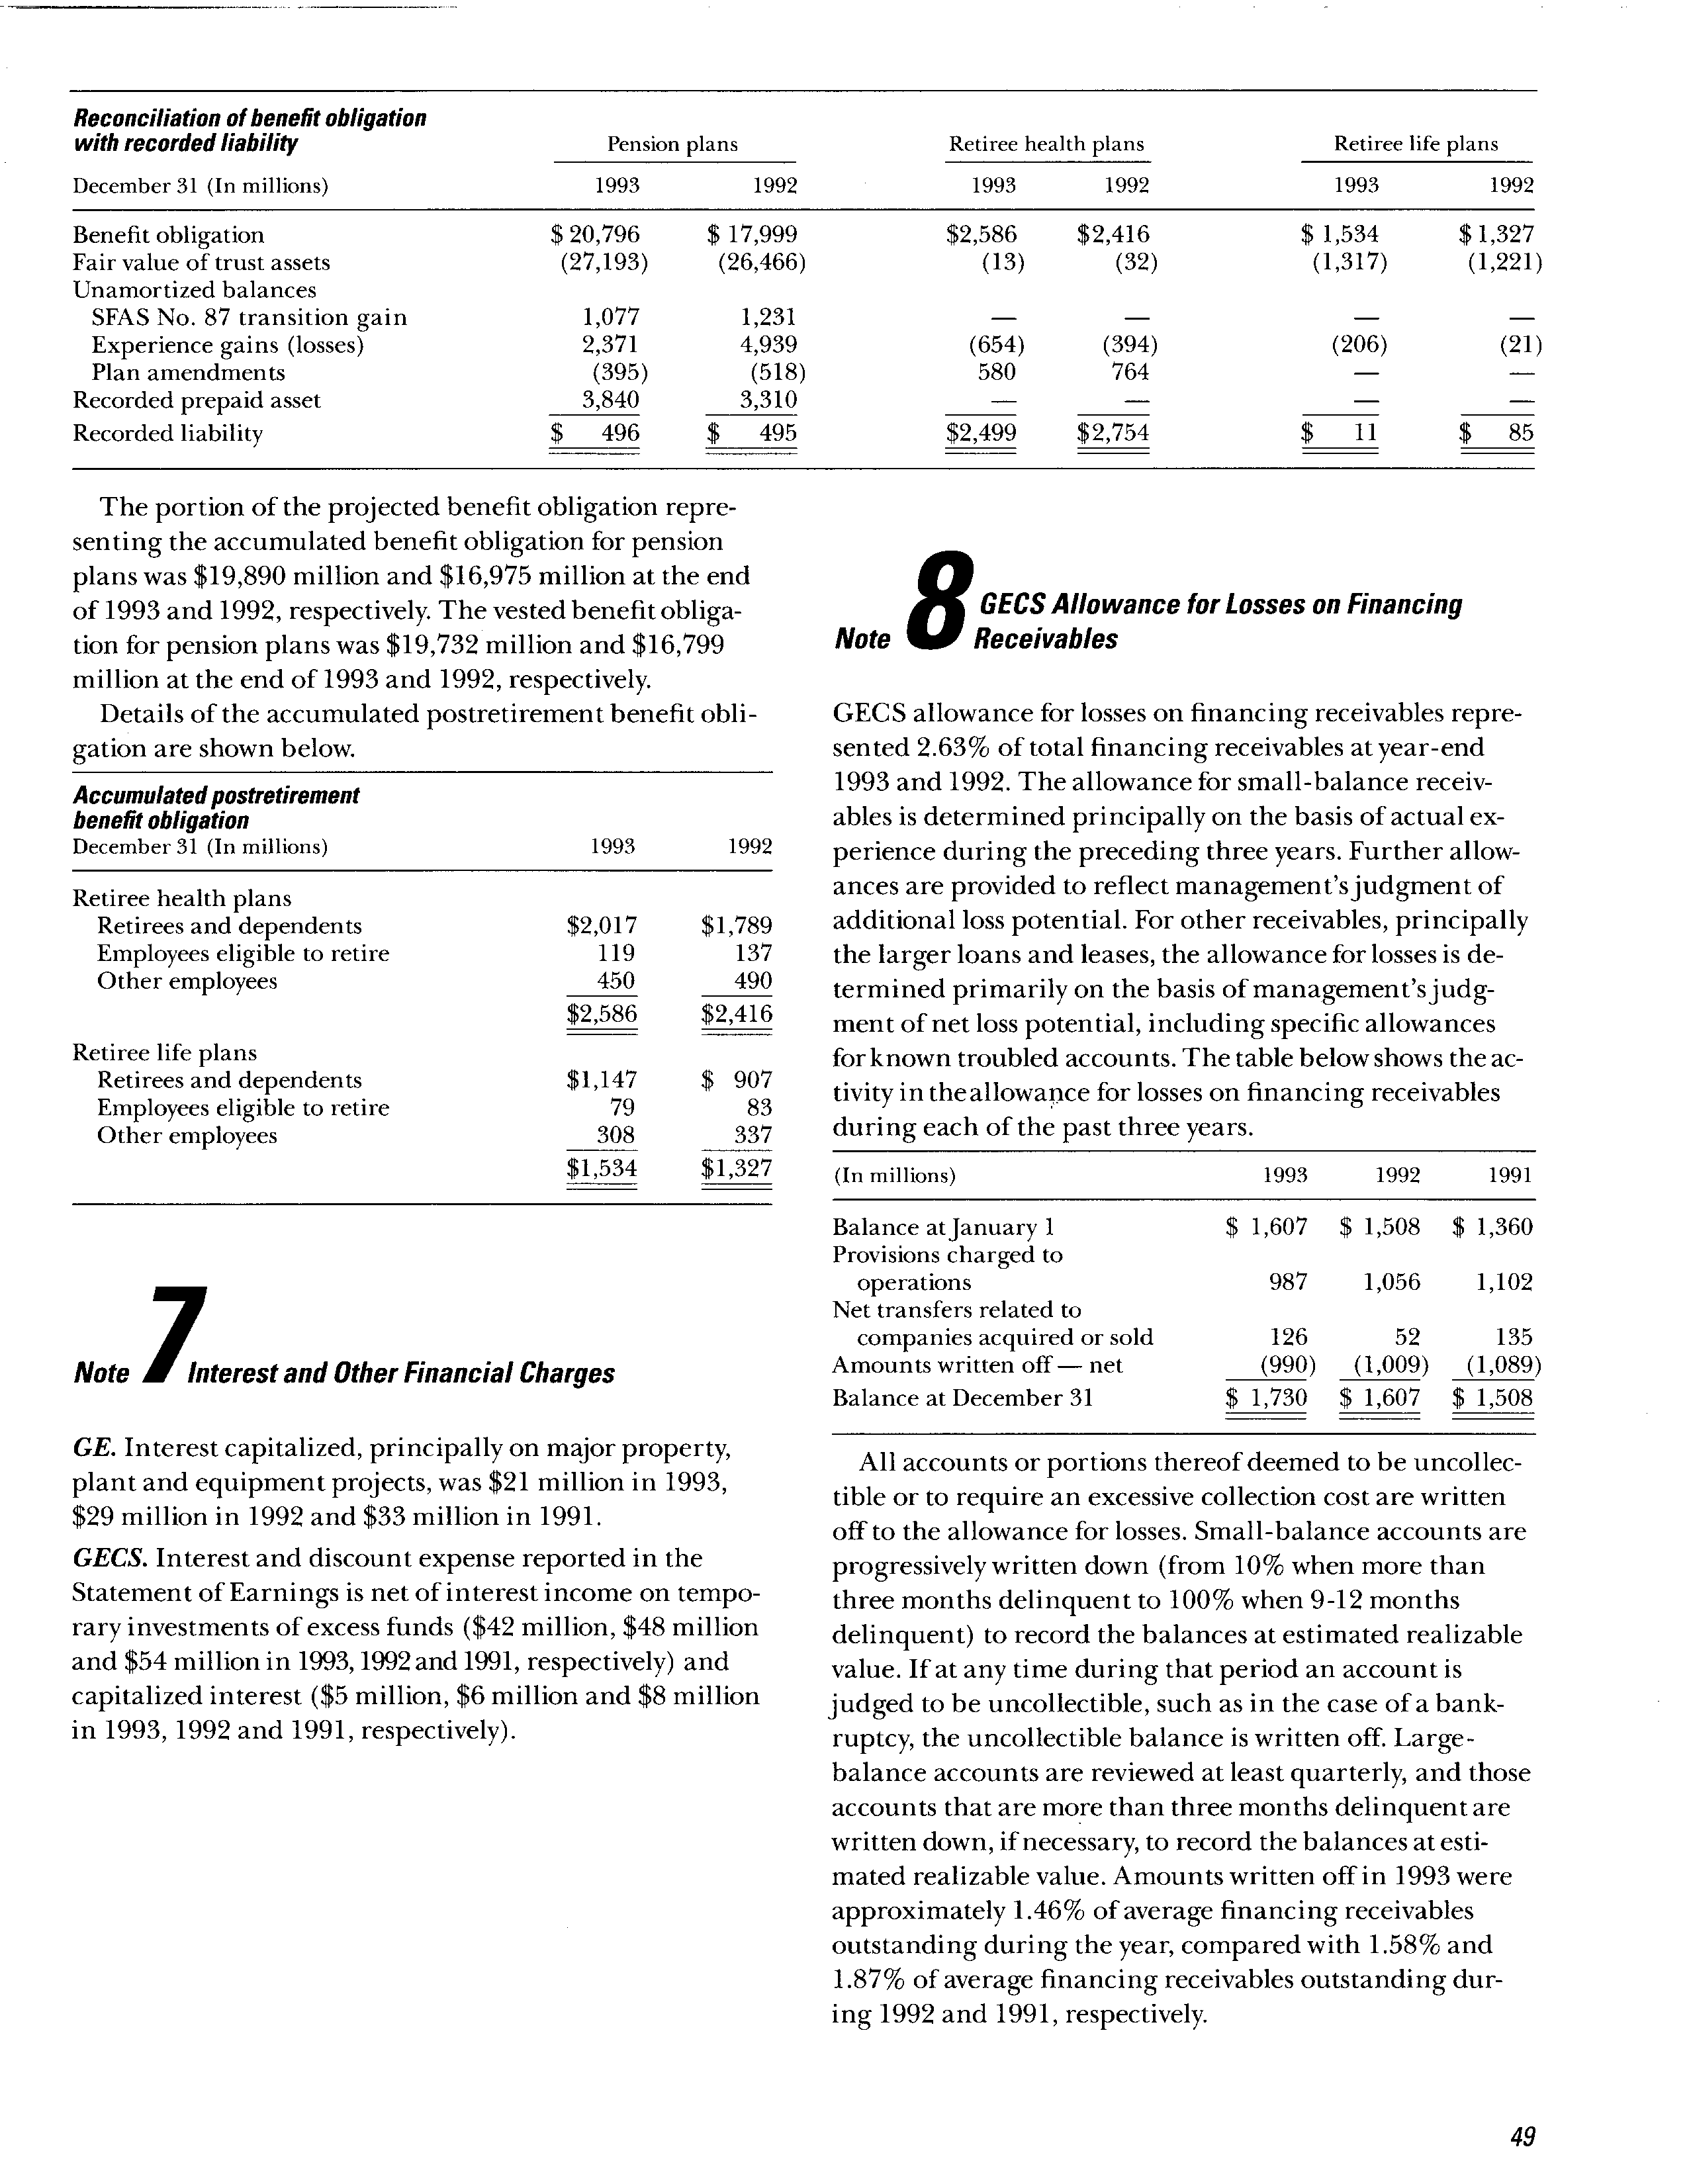 Reconciliation of benefit obligation
with recorded liability Pension plans Retiree health plans Retiree life plans
December 31 (In millions) 1993 1992 1993 1992 1993 1992
Benefit obligation $ 20,796 $ 17,999 $2,586 $2,416 $ 1,534 $ 1,327
Fair value of trust assets (27,193) (26,466) (13) (32) (1,317) (1,221)
Unamortized balances
SFAS No. 87 transition gain 1,077 1,231 — — — —
Experience gains (losses) 2,371 4,939 (654) (394) (206) (21)
Plan amendments (395) (518) 580 764 — —
Recorded prepaid asset 3,840 3,310 — — — —
Recorded liability $ 496 $ 495 $2,499 $2,754 $ 11 $ 85
The portion of the projected benefit obligation repre-
senting the accumulated benefit obligation for pension
plans was $19,890 million and $16,975 million at the end
of 1993 and 1992, respectively. The vested benefit obliga-
tion for pension plans was $19,732 million and $16,799
million at the end of 1993 and 1992, respectively.
Details of the accumulated postretirement benefit obli-
gation are shown below.
Accumulated postretirement
benefit obligation
December 31 (In millions) 1993 1992
Retiree health plans
Retirees and dependents $2,017 $1,789
Employees eligible to retire 119 137
Other employees 450 490
$2,586 $2,416
Retiree life plans
Retirees and dependents $1,147 $ 907
Employees eligible to retire 79 83
Other employees 308 337
$1,534 $1,327
Note 7 Interest and Other Financial Charges
GE. Interest capitalized, principally on major property,
plant and equipment projects, was $21 million in 1993,
$29 million in 1992 and $33 million in 1991.
GECS. Interest and discount expense reported in the
Statement of Earnings is net of interest income on tempo-
rary investments of excess funds ($42 million, $48 million
and $54 million in 1993, 1992 and 1991, respectively) and
capitalized interest ($5 million, $6 million and $8 million
in 1993, 1992 and 1991, respectively).
Note 8 GECS Allowance for Losses on Financing
Receivables
GECS allowance for losses on financing receivables repre-
sented 2.63% of total financing receivables at year-end
1993 and 1992. The allowance for small-balance receiv-
ables is determined principally on the basis of actual ex-
perience during the preceding three years. Further allow-
ances are provided to reflect management's judgment of
additional loss potential. For other receivables, principally
the larger loans and leases, the allowance for losses is de-
termined primarily on the basis of management's judg-
ment of net loss potential, including specific allowances
for known troubled accounts. The table below shows the ac-
tivity in the allowance for losses on financing receivables
during each of the past three years.
(In millions) 1993 1992 1991
Balance at January 1 $ 1,607 $ 1,508 $ 1,360
Provisions charged to
operations 987 1,056 1,102
Net transfers related to
companies acquired or sold 126 52 135
Amounts written off — net (990) (1,009) (1,089)
Balance at December 31 $ 1,730 $ 1,607 $ 1,508
All accounts or portions thereof deemed to be uncollec-
tible or to require an excessive collection cost are written
off to the allowance for losses. Small-balance accounts are
progressively written down (from 10% when more than
three months delinquent to 100% when 9-12 months
delinquent) to record the balances at estimated realizable
value. If at any time during that period an account is
judged to be uncollectible, such as in the case of a bank-
ruptcy, the uncollectible balance is written off. Large-
balance accounts are reviewed at least quarterly, and those
accounts that are more than three months delinquent are
written down, if necessary, to record the balances at esti-
mated realizable value. Amounts written off in 1993 were
approximately 1.46% of average financing receivables
outstanding during the year, compared with 1.58% and
1.87% of average financing receivables outstanding dur-
ing 1992 and 1991, respectively.
49